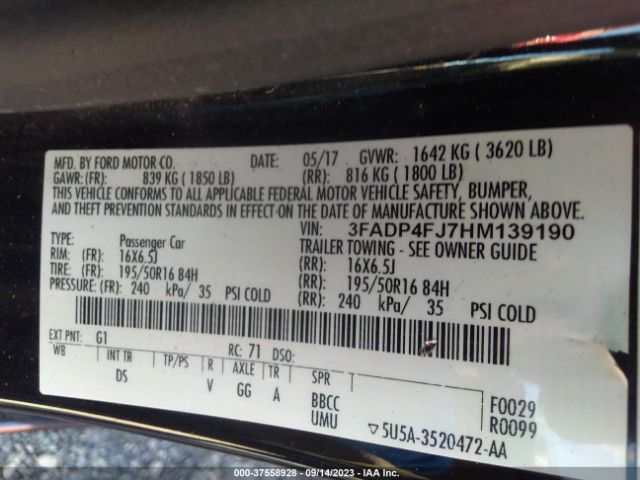 MFD. BY FORD MOTOR CO. DATE: 05/17 GVWR: 1642 KG ( 3620 LB)
GAWR: (FR): 839 KG ( 1850 LB) (RR): 816 KG ( 1800 LB)
THIS VEHICLE CONFORMS TO ALL APPLICABLE FEDERAL MOTOR VEHICLE SAFETY, BUMPER,
AND THEFT PREVENTION STANDARDS IN EFFECT ON THE DATE OF MANUFACTURE SHOWN ABOVE.
VIN: 3FADP4FJ7HM139190
TYPE: Passenger Car TRAILER TOWING - SEE OWNER GUIDE
RIM: (FR): 16X6.5J (RR): 16X6.5J
TIRE: (FR): 195/50R16 84H (RR): 195/50R16 84H
PRESSURE: (FR): 240 kPa/ 35 PSI COLD (RR): 240 kPa/ 35 PSI COLD
EXT PNT: G1 RC: 71 DSO:
WB INT TR TP/PS R AXLE TR SPR
DS V GG A BBCC F0029
UMU R0099
5U5A-3520472-AA
000-37558928 - 09/14/2023 - IAA Inc.